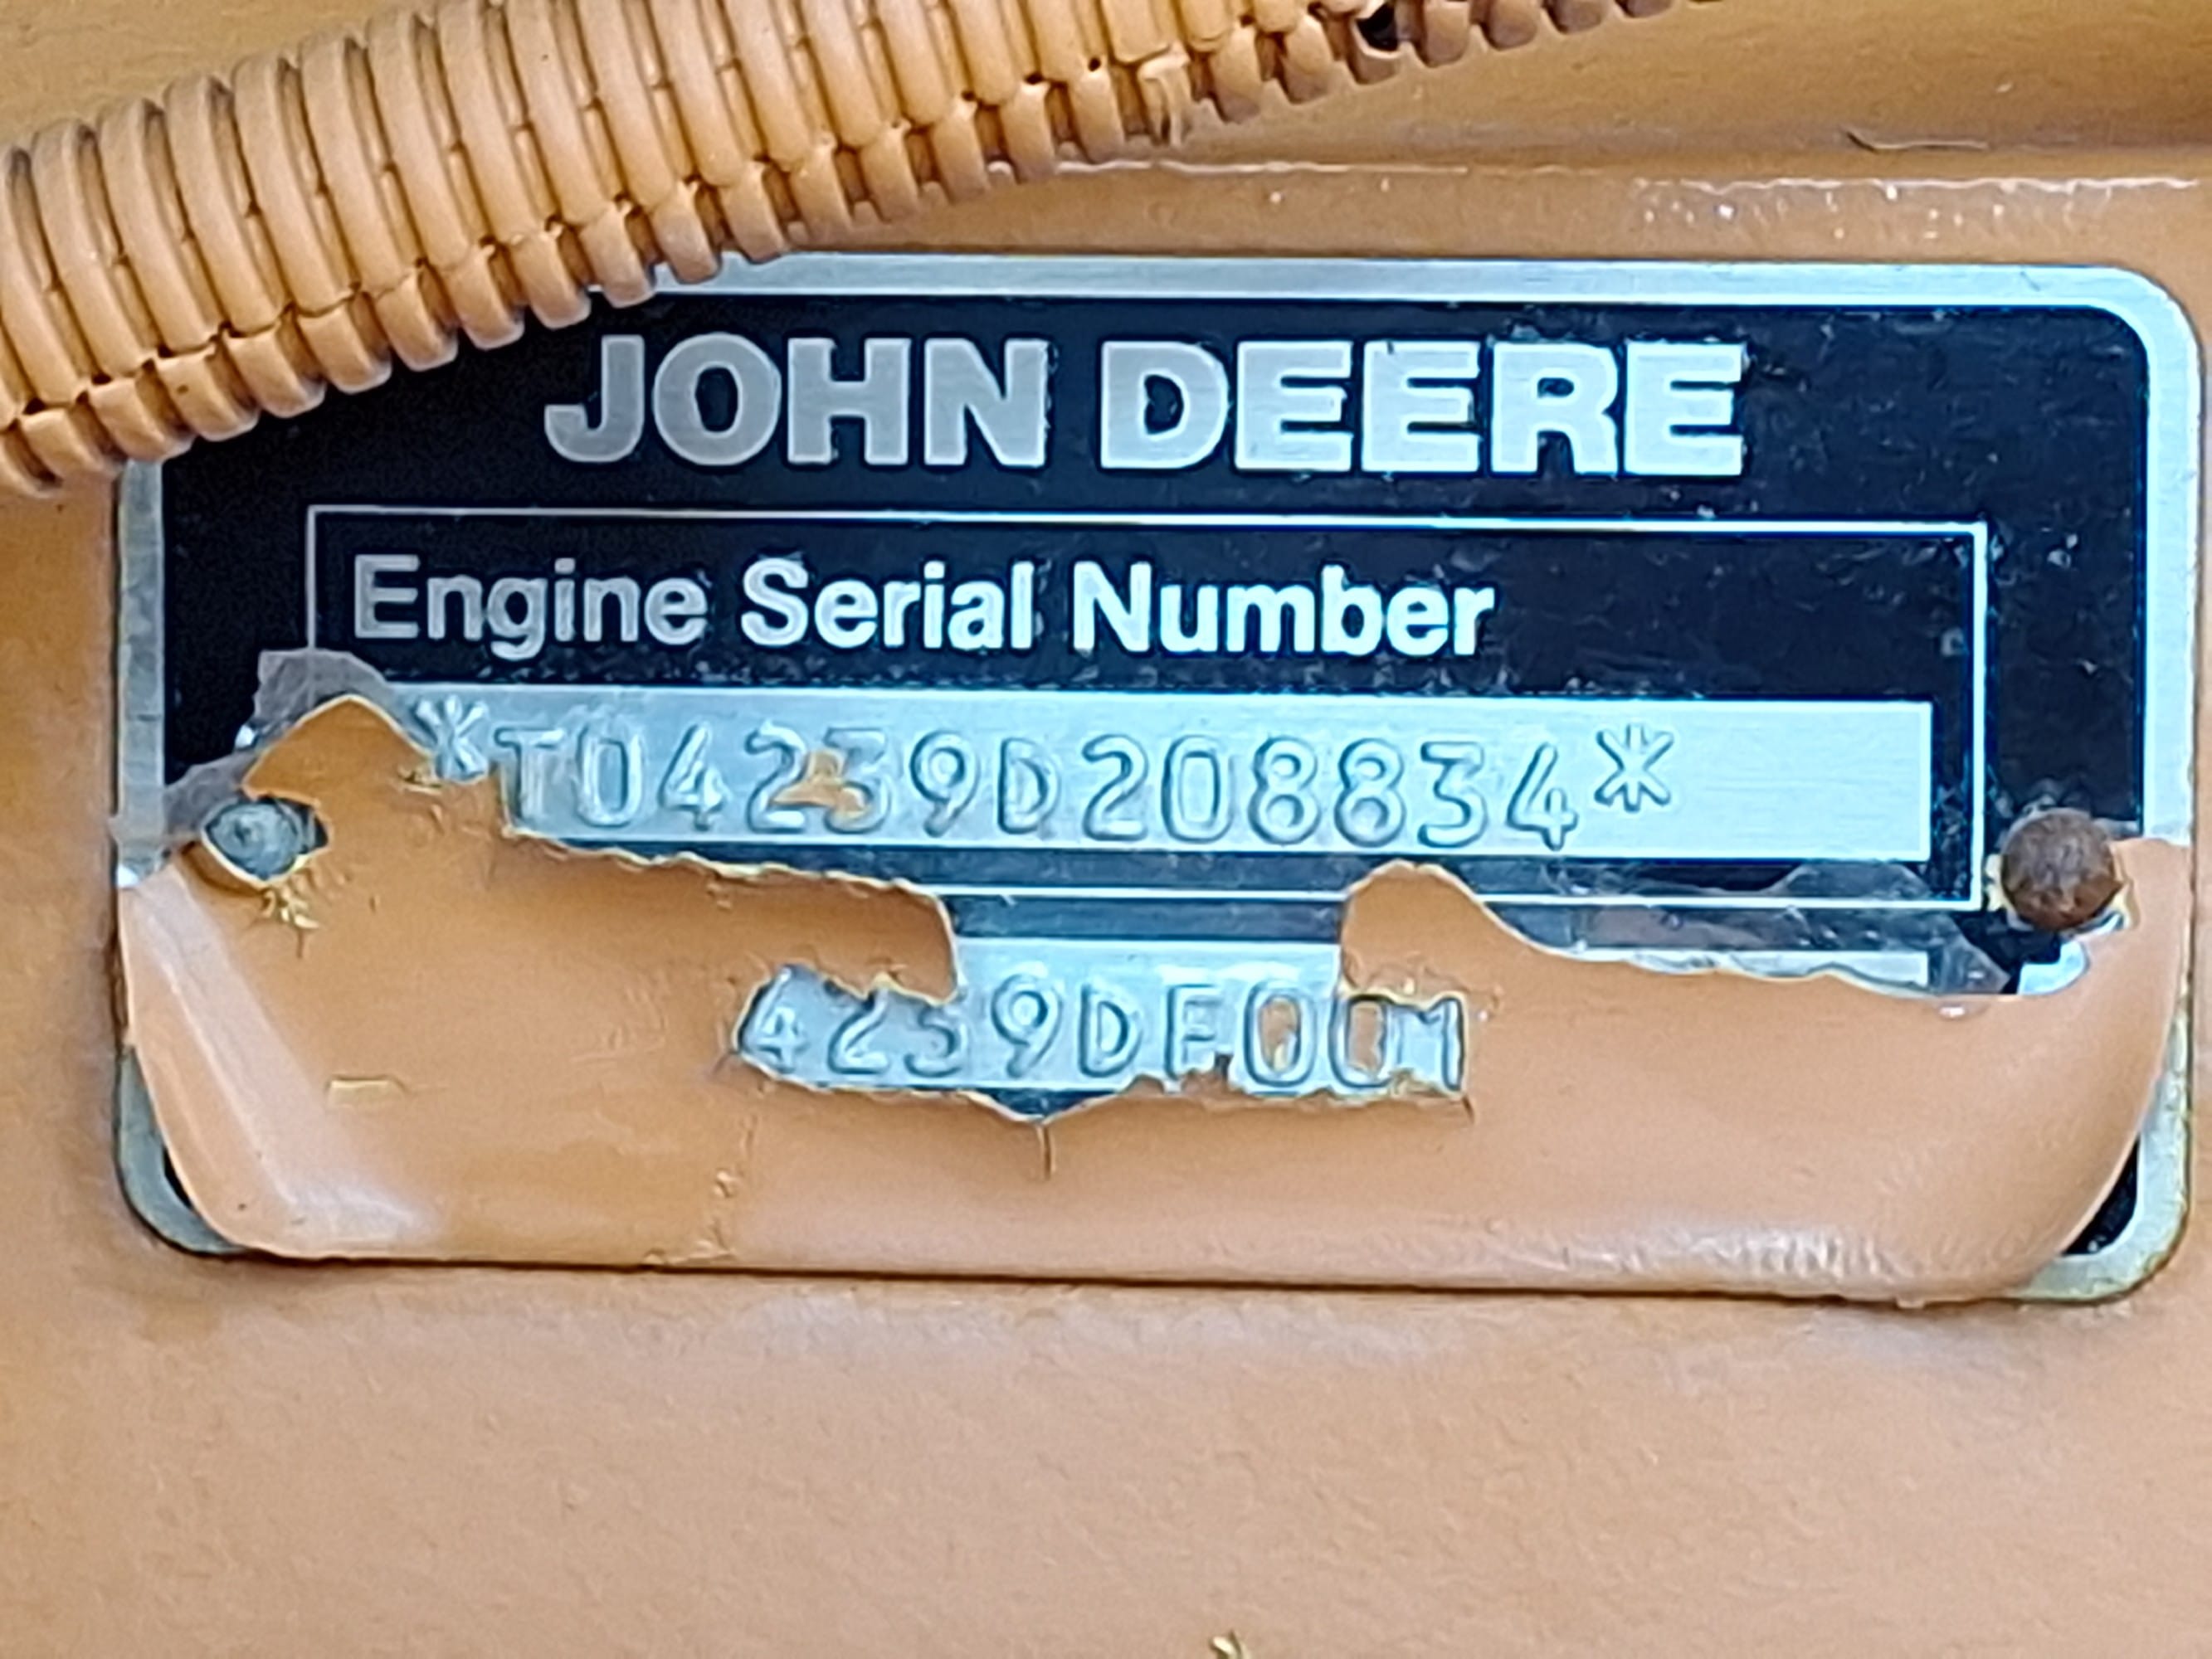 JOHN DEERE
Engine Serial Number
*T04239D208834*
4239DF001